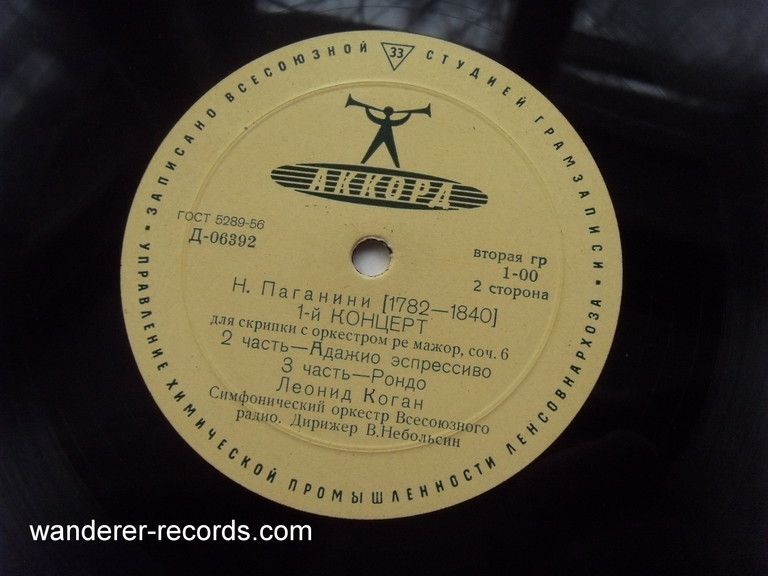 ЗАПИСАНО ВСЕСОЮЗНОЙ 33 СТУДИЕЙ ГРАМЗАПИСИ
АККОРД
ГОСТ 5289-56
Д-06392
вторая гр
1-00
2 сторона
Н. Паганини [1782—1840]
1-й КОНЦЕРТ
для скрипки с оркестром ре мажор, соч. 6
2 часть—Адажио эспрессиво
3 часть—Рондо
Леонид Коган
Симфонический оркестр Всесоюзного
радио. Дирижер В.Небольсин
УПРАВЛЕНИЕ ХИМИЧЕСКОЙ ПРОМЫШЛЕННОСТИ ЛЕНСОВНАРХОЗА
wanderer-records.com